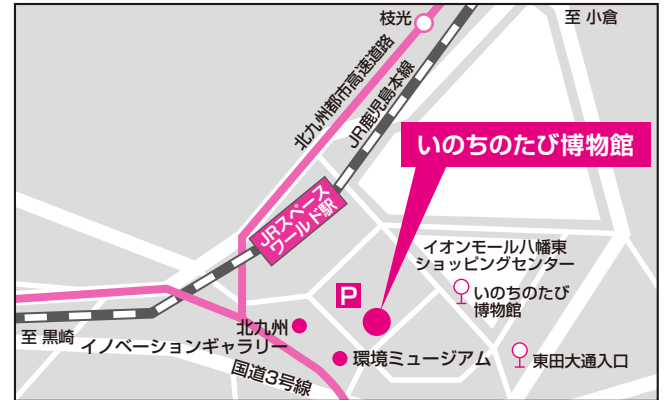 枝光
至 小倉
北九州都市高速道路
JR鹿児島本線
いのちのたび博物館
JRスペース
ワールド駅
イオンモール八幡東
ショッピングセンター
いのちのたび
博物館
P
北九州
イノベーションギャラリー
至 黒崎
環境ミュージアム
東田大通入口
国道3号線